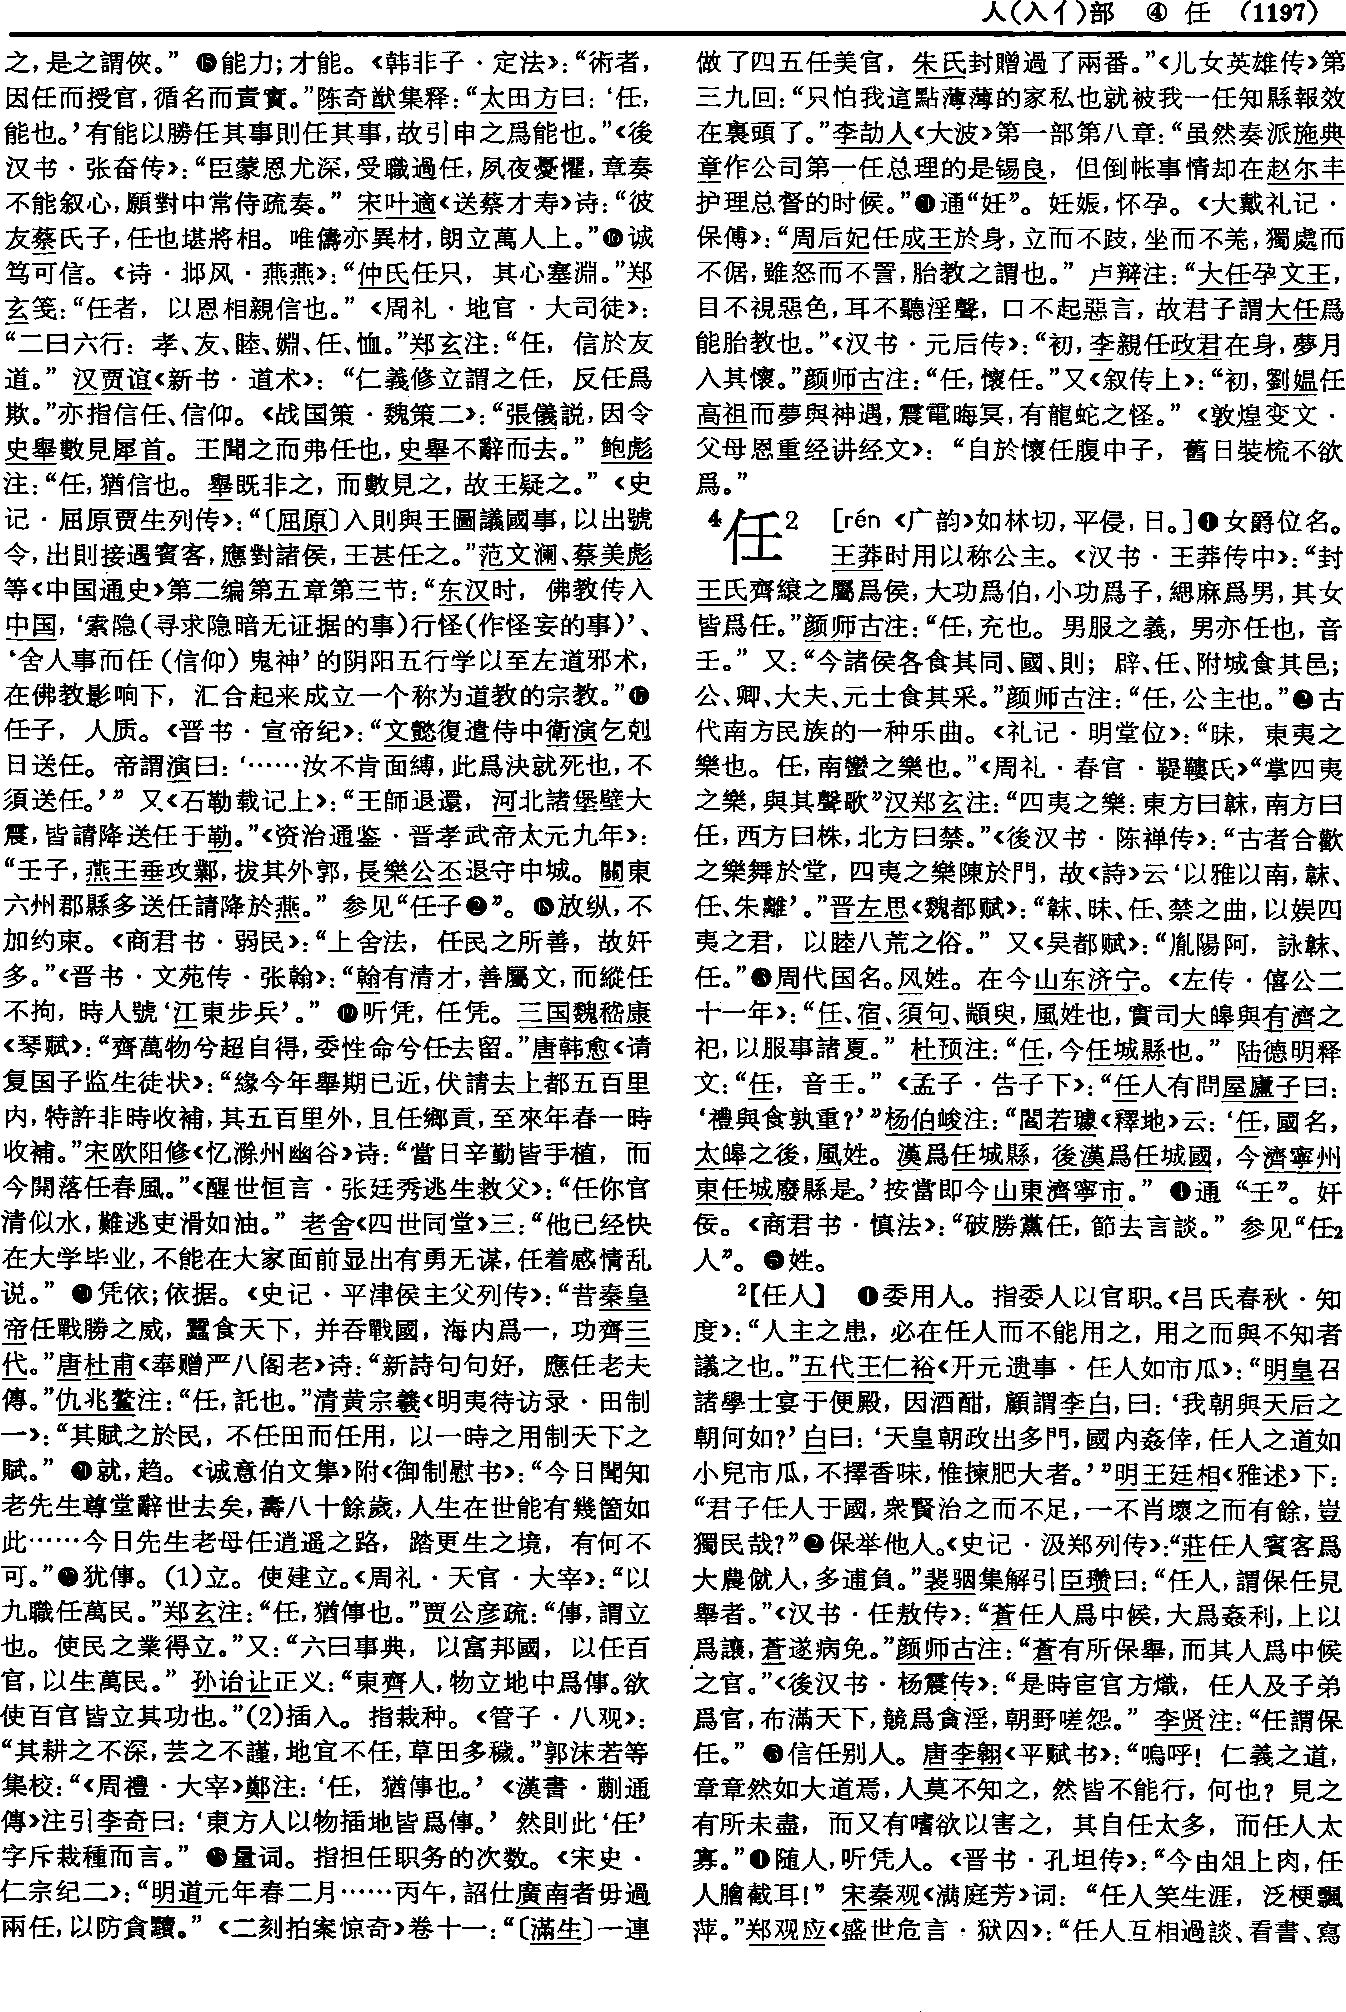 人(入亻)部　④　任　(1197)
之，是之謂俠。”⓯能力；才能。《韩非子·定法》：“術者，
因任而授官，循名而責實。”陈奇猷集释：“太田方曰：‘任，
能也。’有能以勝任其事則任其事，故引申之爲能也。”《後
汉书·张奋传》：“臣蒙恩尤深，受職過任，夙夜憂懼，章奏
不能叙心，願對中常侍疏奏。”宋叶適《送蔡才寿》诗：“彼
友蔡氏子，任也堪將相。唯儔亦異材，朗立萬人上。”⓰诚
笃可信。《诗·邶风·燕燕》：“仲氏任只，其心塞淵。”郑
玄笺：“任者，以恩相親信也。”《周礼·地官·大司徒》：
“二曰六行：孝、友、睦、婣、任、恤。”郑玄注：“任，信於友
道。”汉贾谊《新书·道术》：“仁義修立謂之任，反任爲
欺。”亦指信任、信仰。《战国策·魏策二》：“張儀説，因令
史舉數見犀首。王聞之而弗任也，史舉不辭而去。”鲍彪
注：“任，猶信也。舉既非之，而數見之，故王疑之。”《史
记·屈原贾生列传》：“〔屈原〕入則與王圖議國事，以出號
令，出則接遇賓客，應對諸侯，王甚任之。”范文澜、蔡美彪
等《中国通史》第二编第五章第三节：“东汉时，佛教传入
中国，‘索隐(寻求隐暗无证据的事)行怪(作怪妄的事)’、
‘舍人事而任(信仰)鬼神’的阴阳五行学以至左道邪术，
在佛教影响下，汇合起来成立一个称为道教的宗教。”⓱
任子，人质。《晋书·宣帝纪》：“文懿復遣侍中衛演乞剋
日送任。帝謂演曰：‘……汝不肯面縛，此爲決就死也，不
須送任。’”又《石勒载记上》：“王師退還，河北諸堡壁大
震，皆請降送任于勒。”《资治通鉴·晋孝武帝太元九年》：
“壬子，燕王垂攻鄴，拔其外郭，長樂公丕退守中城。關東
六州郡縣多送任請降於燕。”参见“任子❷”。⓲放纵，不
加约束。《商君书·弱民》：“上舍法，任民之所善，故奸
多。”《晋书·文苑传·张翰》：“翰有清才，善屬文，而縱任
不拘，時人號‘江東步兵’。”⓳听凭，任凭。三国魏嵇康
《琴赋》：“齊萬物兮超自得，委性命兮任去留。”唐韩愈《请
复国子监生徒状》：“緣今年舉期已近，伏請去上都五百里
内，特許非時收補，其五百里外，且任鄉貢，至來年春一時
收補。”宋欧阳修《忆滁州幽谷》诗：“當日辛勤皆手植，而
今開落任春風。”《醒世恒言·张廷秀逃生救父》：“任你官
清似水，難逃吏滑如油。”老舍《四世同堂》三：“他已经快
在大学毕业，不能在大家面前显出有勇无谋，任着感情乱
说。”⓴凭依；依据。《史记·平津侯主父列传》：“昔秦皇
帝任戰勝之威，蠶食天下，并吞戰國，海内爲一，功齊三
代。”唐杜甫《奉赠严八阁老》诗：“新詩句句好，應任老夫
傳。”仇兆鳌注：“任，託也。”清黄宗羲《明夷待访录·田制
一》：“其賦之於民，不任田而任用，以一時之用制天下之
賦。”㉑就，趋。《诚意伯文集》附《御制慰书》：“今日聞知
老先生尊堂辭世去矣，壽八十餘歲，人生在世能有幾箇如
此……今日先生老母任逍遥之路，踏更生之境，有何不
可。”㉒犹傳。(1)立。使建立。《周礼·天官·大宰》：“以
九職任萬民。”郑玄注：“任，猶傳也。”贾公彦疏：“傳，謂立
也。使民之業得立。”又：“六曰事典，以富邦國，以任百
官，以生萬民。”孙诒让正义：“東齊人，物立地中爲傳。欲
使百官皆立其功也。”(2)插入。指栽种。《管子·八观》：
“其耕之不深，芸之不謹，地宜不任，草田多穢。”郭沫若等
集校：“《周禮·大宰》鄭注：‘任，猶傳也。’《漢書·蒯通
傳》注引李奇曰：‘東方人以物插地皆爲傳。’然則此‘任’
字斥栽種而言。”㉓量词。指担任职务的次数。《宋史·
仁宗纪二》：“明道元年春二月……丙午，詔仕廣南者毋過
兩任，以防貪黷。”《二刻拍案惊奇》卷十一：“〔滿生〕一連
做了四五任美官，朱氏封贈過了兩番。”《儿女英雄传》第
三九回：“只怕我這點薄薄的家私也就被我一任知縣報效
在裏頭了。”李劼人《大波》第一部第八章：“虽然奏派施典
章作公司第一任总理的是锡良，但倒帐事情却在赵尔丰
护理总督的时候。”㉔通“妊”。妊娠，怀孕。《大戴礼记·
保傅》：“周后妃任成王於身，立而不跂，坐而不差，獨處而
不倨，雖怒而不詈，胎教之謂也。”卢辩注：“大任孕文王，
目不視惡色，耳不聽淫聲，口不起惡言，故君子謂大任爲
能胎教也。”《汉书·元后传》：“初，李親任政君在身，夢月
入其懷。”颜师古注：“任，懷任。”又《叙传上》：“初，劉媪任
高祖而夢與神遇，震電晦冥，有龍蛇之怪。”《敦煌变文·
父母恩重经讲经文》：“自於懷任腹中子，舊日裝梳不欲
爲。”
⁴任₂　[rén 《广韵》如林切，平侵，日。]❶女爵位名。
王莽时用以称公主。《汉书·王莽传中》：“封
王氏齊縗之屬爲侯，大功爲伯，小功爲子，緦麻爲男，其女
皆爲任。”颜师古注：“任，充也。男服之義，男亦任也，音
壬。”又：“今諸侯各食其同、國、則；辟、任、附城食其邑；
公、卿、大夫、元士食其采。”颜师古注：“任，公主也。”❷古
代南方民族的一种乐曲。《礼记·明堂位》：“昧，東夷之
樂也。任，南蠻之樂也。”《周礼·春官·鞮鞻氏》“掌四夷
之樂，與其聲歌”汉郑玄注：“四夷之樂：東方曰韎，南方曰
任，西方曰株，北方曰禁。”《後汉书·陈禅传》：“古者合歡
之樂舞於堂，四夷之樂陳於門，故《詩》云‘以雅以南，韎、
任、朱離’。”晋左思《魏都赋》：“韎、昧、任、禁之曲，以娱四
夷之君，以睦八荒之俗。”又《吴都赋》：“胤陽阿，詠韎、
任。”❸周代国名。风姓。在今山东济宁。《左传·僖公二
十一年》：“任、宿、須句、顓臾，風姓也，實司大皞與有濟之
祀，以服事諸夏。”杜预注：“任，今任城縣也。”陆德明释
文：“任，音壬。”《孟子·告子下》：“任人有問屋廬子曰：
‘禮與食孰重？’”杨伯峻注：“閻若璩《釋地》云：‘任，國名，
太皞之後，風姓。漢爲任城縣，後漢爲任城國，今濟寧州
東任城廢縣是。’按當即今山東濟寧市。”❹通“壬”。奸
佞。《商君书·慎法》：“破勝黨任，節去言談。”参见“任₂
人”。❺姓。
²【任人】　❶委用人。指委人以官职。《吕氏春秋·知
度》：“人主之患，必在任人而不能用之，用之而與不知者
議之也。”五代王仁裕《开元遗事·任人如市瓜》：“明皇召
諸學士宴于便殿，因酒酣，顧謂李白，曰：‘我朝與天后之
朝何如？’白曰：‘天皇朝政出多門，國内姦倖，任人之道如
小兒市瓜，不擇香味，惟揀肥大者。’”明王廷相《雅述》下：
“君子任人于國，衆賢治之而不足，一不肖壞之而有餘，豈
獨民哉？”❷保举他人。《史记·汲郑列传》：“莊任人賓客爲
大農僦人，多逋負。”裴骃集解引臣瓒曰：“任人，謂保任見
舉者。”《汉书·任敖传》：“蒼任人爲中候，大爲姦利，上以
爲讓，蒼遂病免。”颜师古注：“蒼有所保舉，而其人爲中候
之官。”《後汉书·杨震传》：“是時宦官方熾，任人及子弟
爲官，布滿天下，競爲貪淫，朝野嗟怨。”李贤注：“任謂保
任。”❸信任别人。唐李翱《平赋书》：“嗚呼！仁義之道，
章章然如大道焉，人莫不知之，然皆不能行，何也？見之
有所未盡，而又有嗜欲以害之，其自任太多，而任人太
寡。”❹随人，听凭人。《晋书·孔坦传》：“今由俎上肉，任
人膾截耳！”宋秦观《满庭芳》词：“任人笑生涯，泛梗飄
萍。”郑观应《盛世危言·狱囚》：“任人互相過談、看書、寫